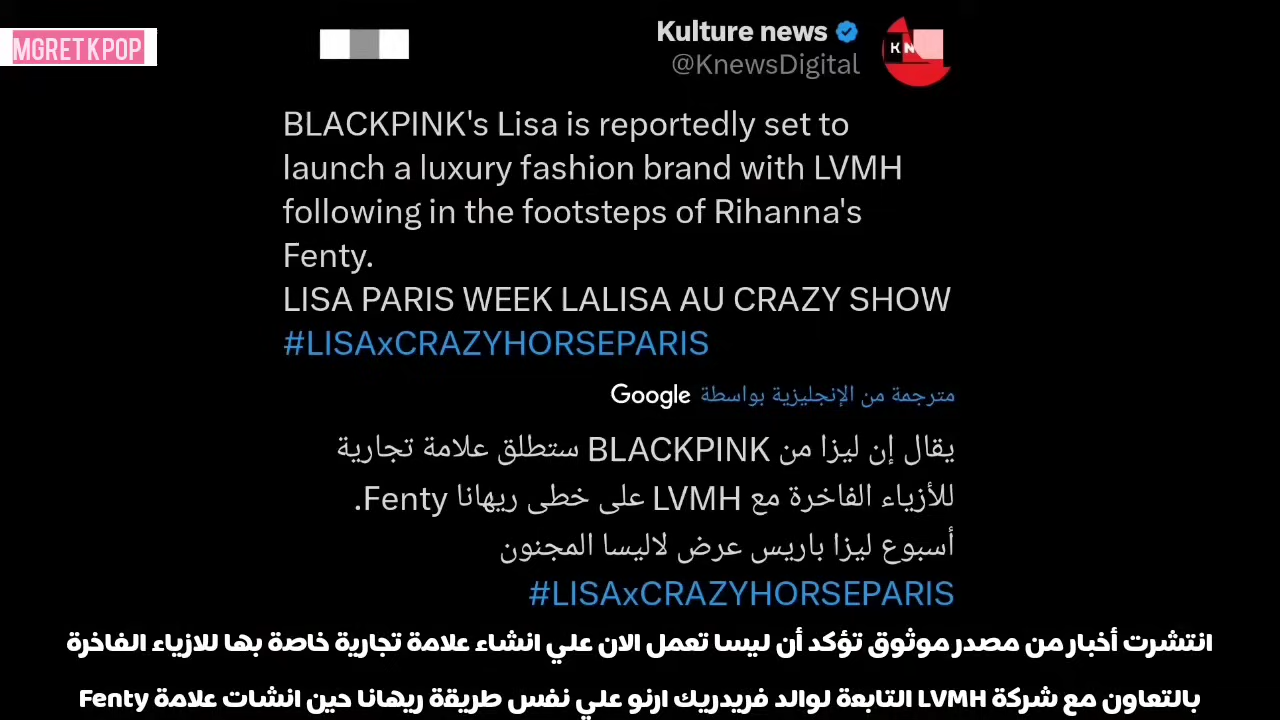 MGRET KPOP
Kulture news
@KnewsDigital
KN
BLACKPINK's Lisa is reportedly set to
launch a luxury fashion brand with LVMH
following in the footsteps of Rihanna's
Fenty.
LISA PARIS WEEK LALISA AU CRAZY SHOW
#LISAxCRAZYHORSEPARIS
مترجمة من الإنجليزية بواسطة Google
يقال إن ليزا من BLACKPINK ستطلق علامة تجارية
للأزياء الفاخرة مع LVMH على خطى ريهانا Fenty.
أسبوع ليزا باريس عرض لاليسا المجنون
#LISAxCRAZYHORSEPARIS
انتشرت أخبار من مصدر موثوق تؤكد أن ليسا تعمل الان علي انشاء علامة تجارية خاصة بها للازياء الفاخرة
بالتعاون مع شركة LVMH التابعة لوالد فريدريك ارنو علي نفس طريقة ريهانا حين انشات علامة Fenty